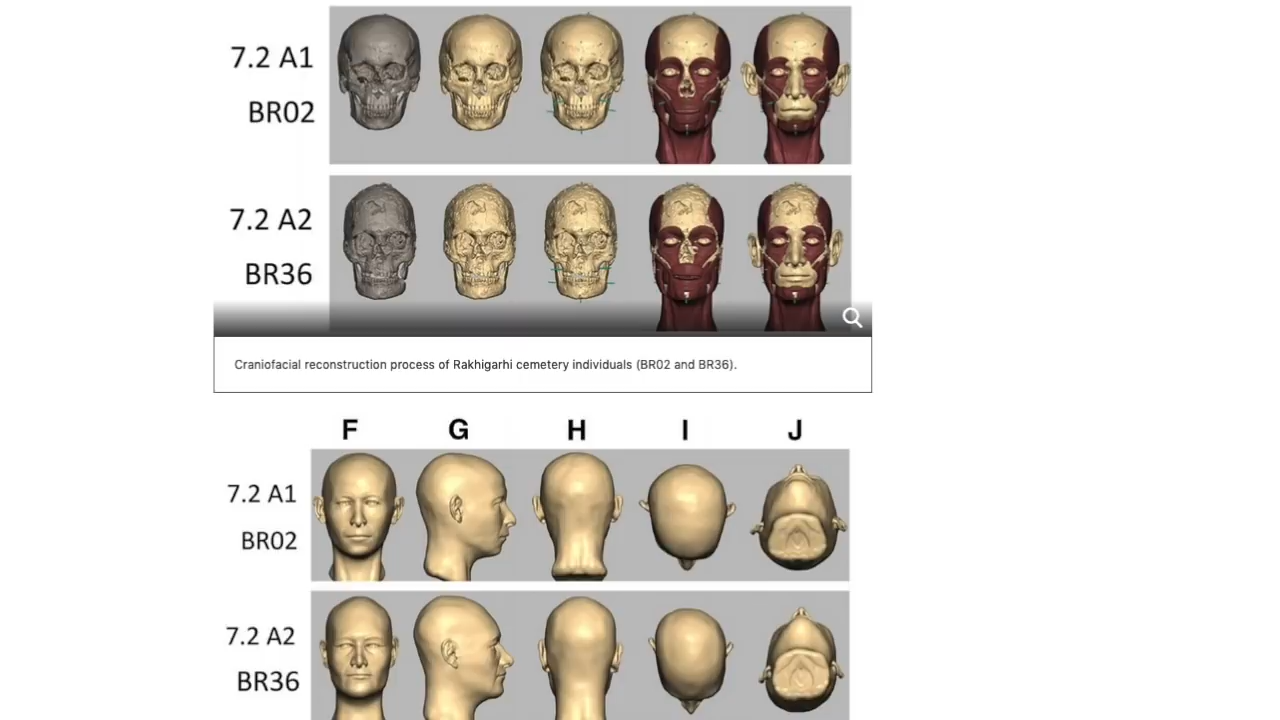 7.2 A1
BR02
7.2 A2
BR36
Craniofacial reconstruction process of Rakhigarhi cemetery individuals (BR02 and BR36).
F G H I J
7.2 A1
BR02
7.2 A2
BR36